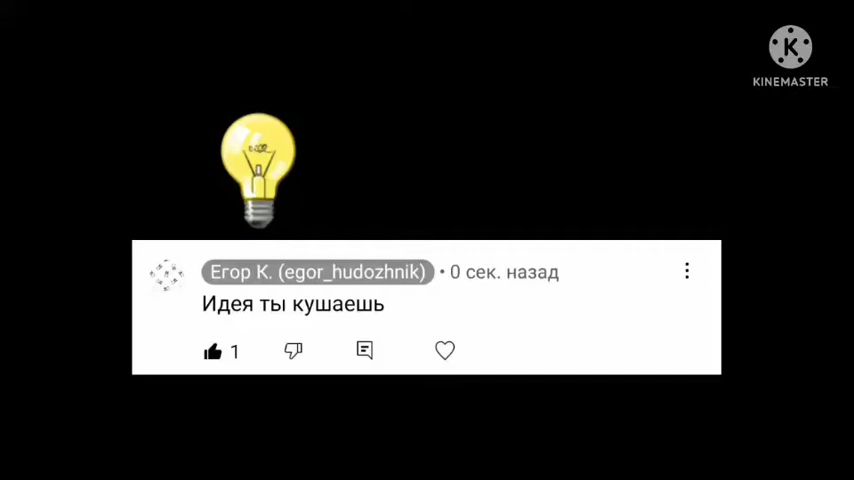 KINEMASTER
Егор К. (egor_hudozhnik) • 0 сек. назад
Идея ты кушаешь
1